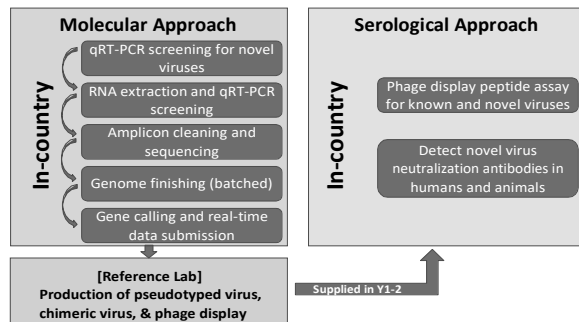 Molecular Approach
In-country
qRT-PCR screening for novel
viruses
RNA extraction and qRT-PCR
screening
Amplicon cleaning and
sequencing
Genome finishing (batched)
Gene calling and real-time
data submission
[Reference Lab]
Production of pseudotyped virus,
chimeric virus, & phage display
Supplied in Y1-2
Serological Approach
In-country
Phage display peptide assay
for known and novel viruses
Detect novel virus
neutralization antibodies in
humans and animals